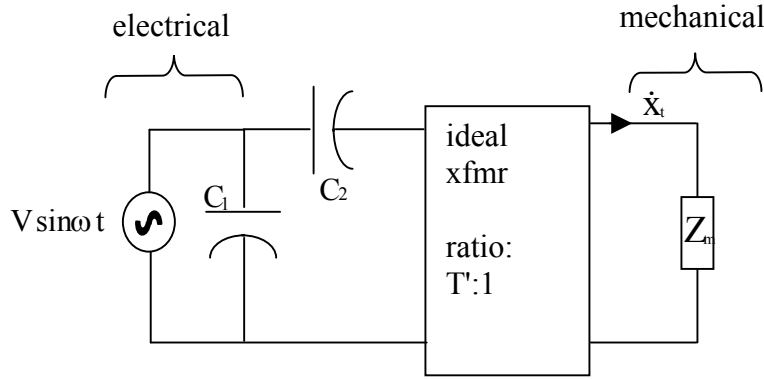 electrical
mechanical
ẋt
ideal
xfmr
C2
C1
V sinω t
Zm
ratio:
T':1